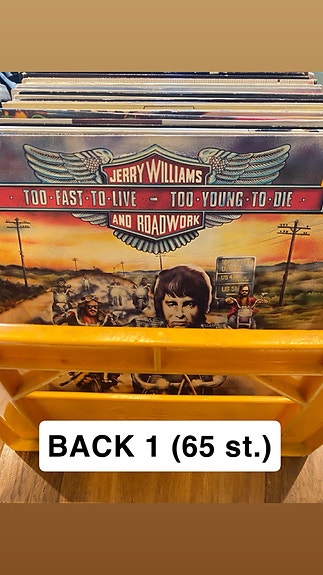 JERRY WILLIAMS
· TOO·FAST·TO·LIVE - TOO·YOUNG·TO·DIE ·
AND ROADWORK
BACK 1 (65 st.)